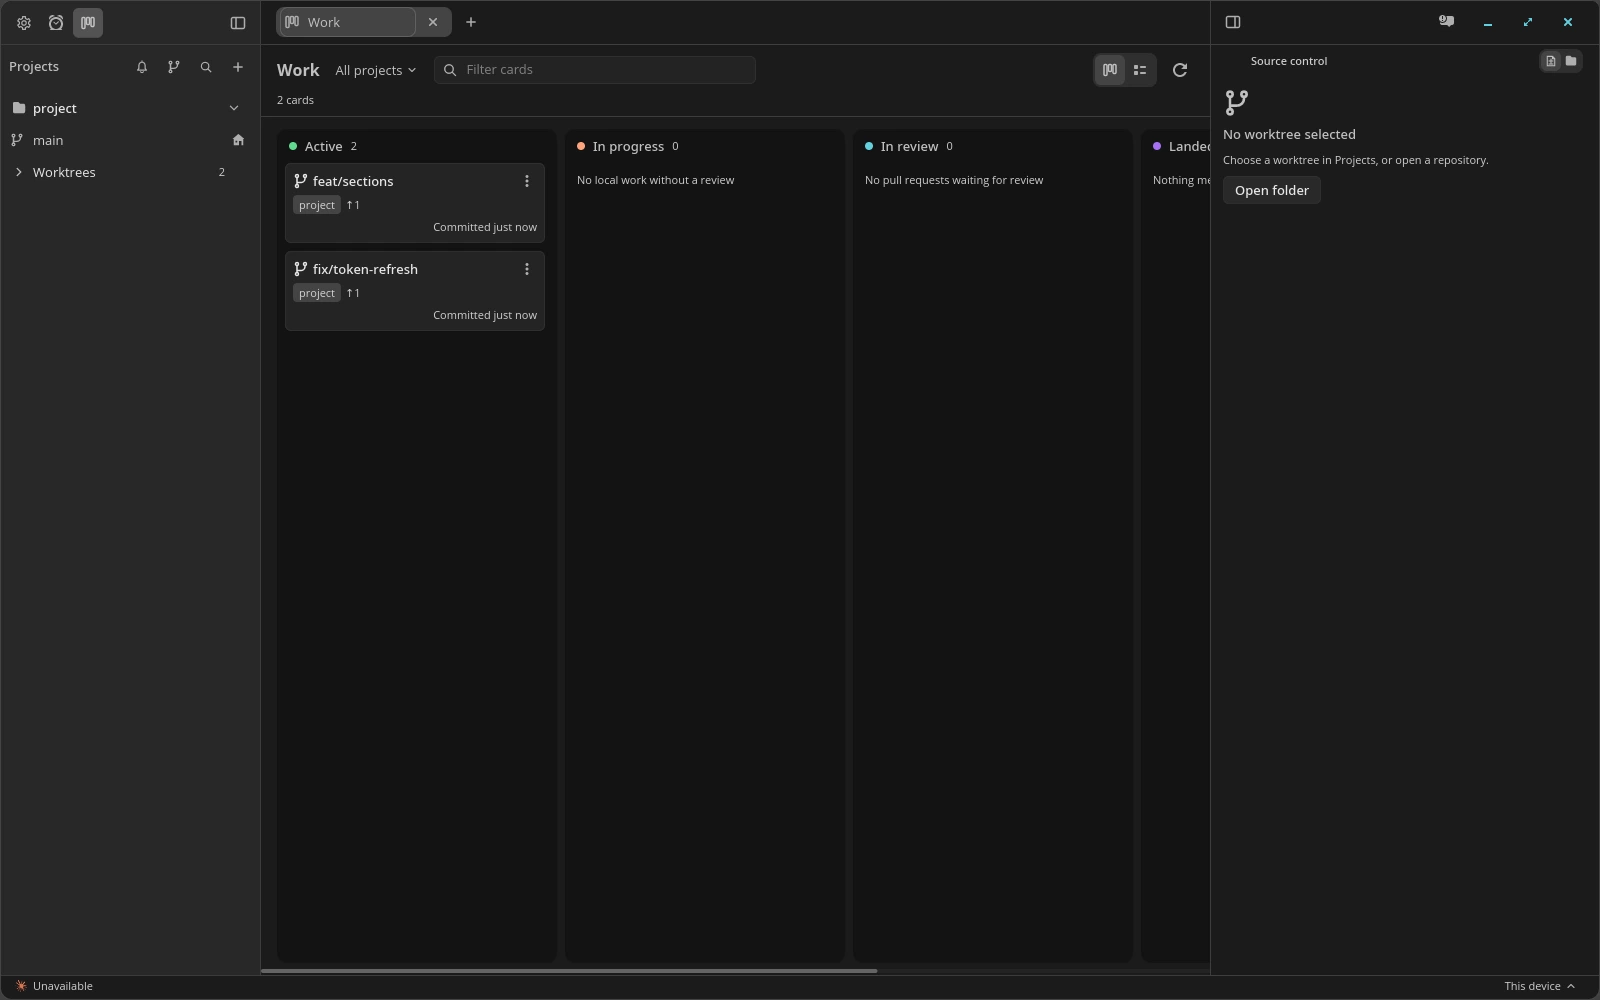 Work
Projects
project
main
Worktrees 2
Work All projects Filter cards
2 cards
Active 2
feat/sections
project ↑1
Committed just now
fix/token-refresh
project ↑1
Committed just now
In progress 0
No local work without a review
In review 0
No pull requests waiting for review
Source control
No worktree selected
Choose a worktree in Projects, or open a repository.
Open folder
Unavailable
This device